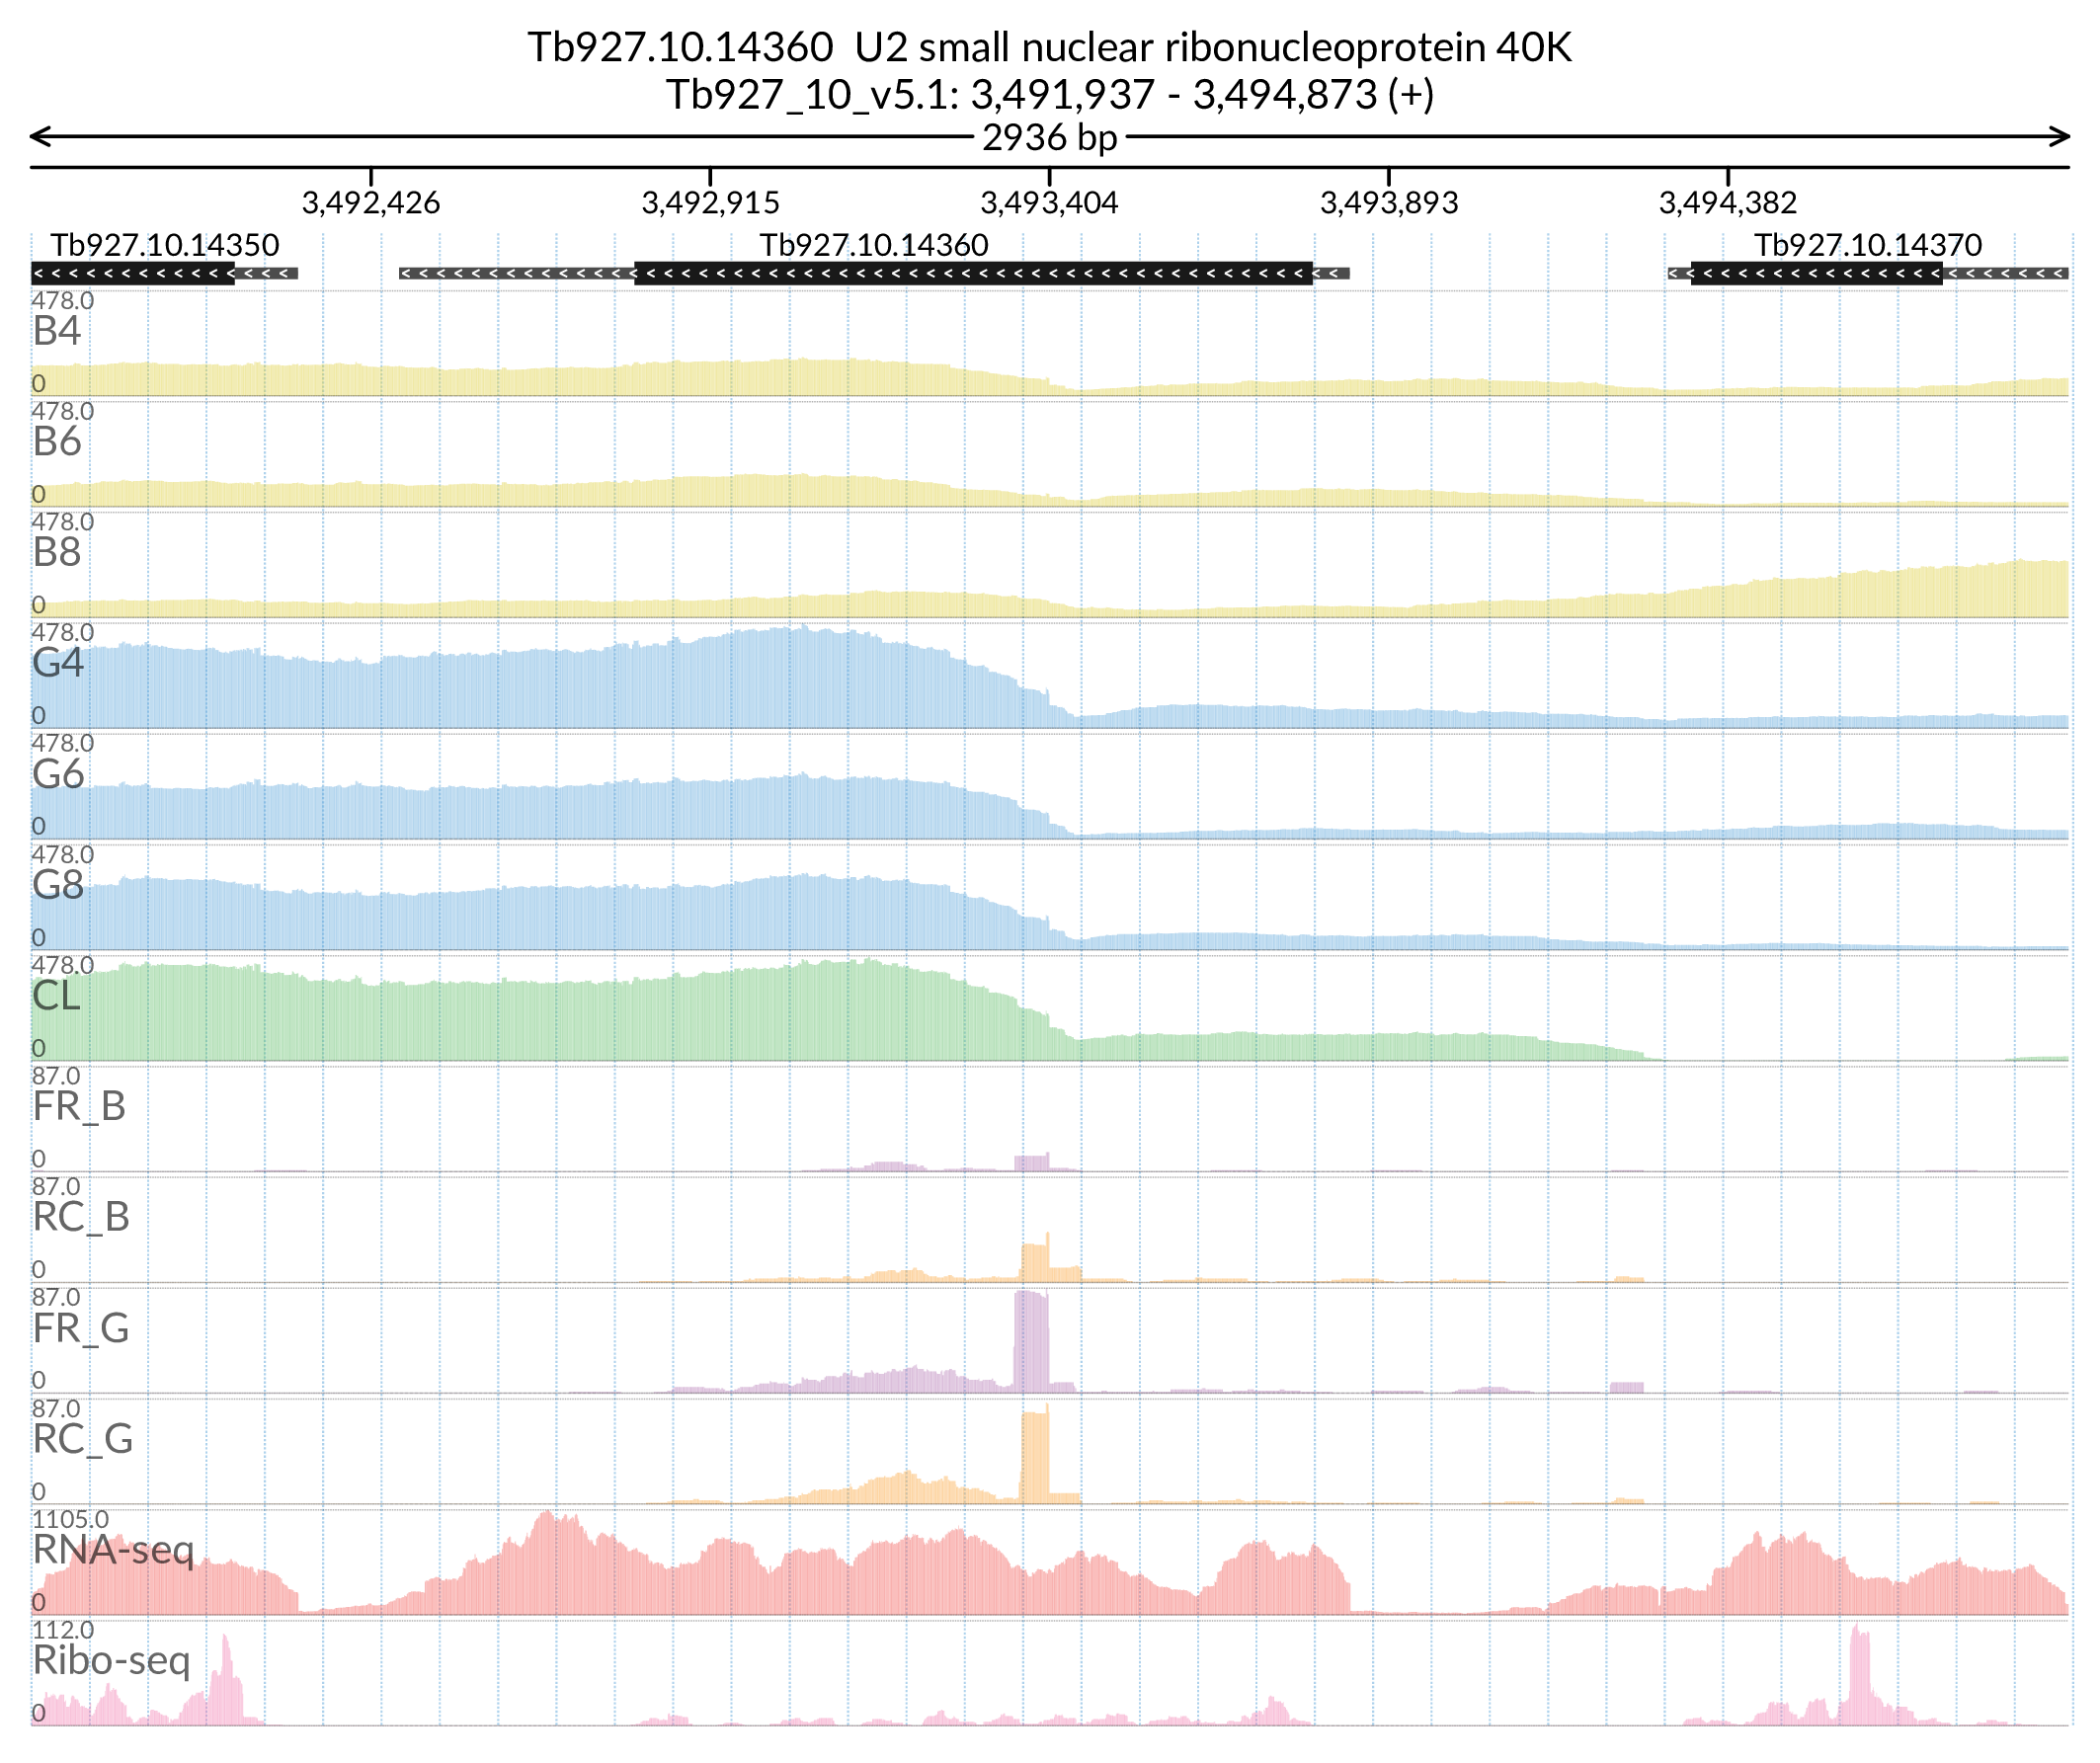 Tb927.10.14360  U2 small nuclear ribonucleoprotein 40K
Tb927_10_v5.1: 3,491,937 - 3,494,873 (+)
2936 bp
3,492,426 3,492,915 3,493,404 3,493,893 3,494,382
Tb927.10.14350 Tb927.10.14360 Tb927.10.14370
478.0
B4
0
478.0
B6
0
478.0
B8
0
478.0
G4
0
478.0
G6
0
478.0
G8
0
478.0
CL
0
87.0
FR_B
0
87.0
RC_B
0
87.0
FR_G
0
87.0
RC_G
0
1105.0
RNA-seq
0
112.0
Ribo-seq
0